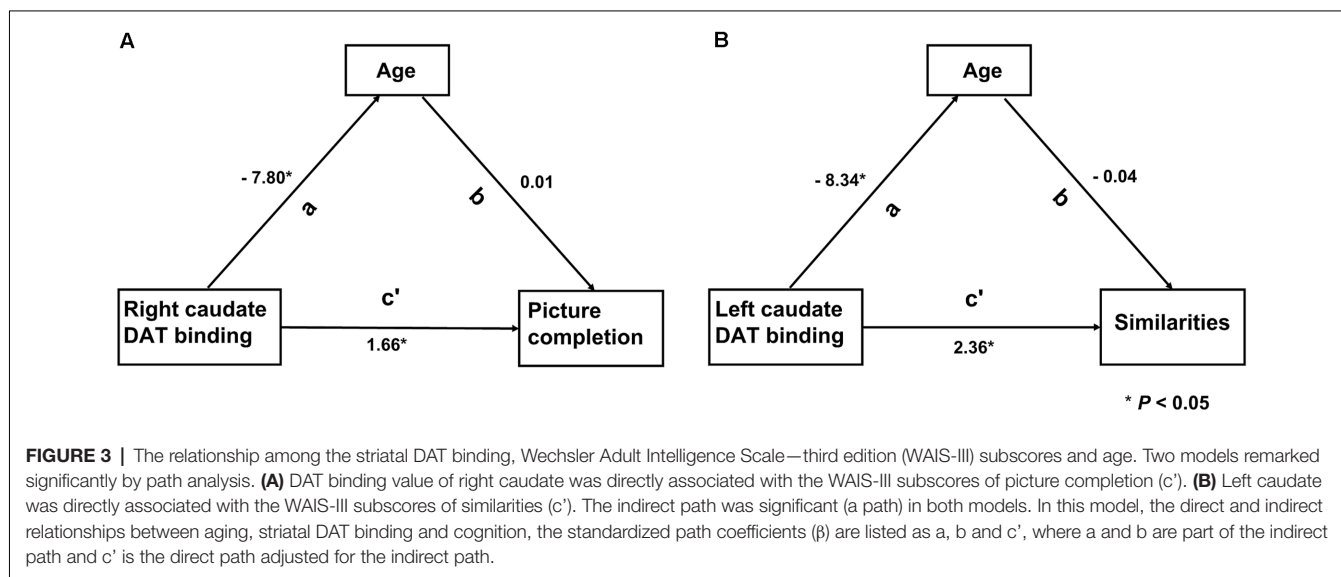 A
Age
- 7.80*
a
b
0.01
Right caudate
DAT binding
c'
1.66*
Picture
completion
B
Age
- 8.34*
a
b
- 0.04
Left caudate
DAT binding
c'
2.36*
Similarities
* P < 0.05
FIGURE 3 | The relationship among the striatal DAT binding, Wechsler Adult Intelligence Scale—third edition (WAIS-III) subscores and age. Two models remarked
significantly by path analysis. (A) DAT binding value of right caudate was directly associated with the WAIS-III subscores of picture completion (c’). (B) Left caudate
was directly associated with the WAIS-III subscores of similarities (c’). The indirect path was significant (a path) in both models. In this model, the direct and indirect
relationships between aging, striatal DAT binding and cognition, the standardized path coefficients (β) are listed as a, b and c’, where a and b are part of the indirect
path and c’ is the direct path adjusted for the indirect path.